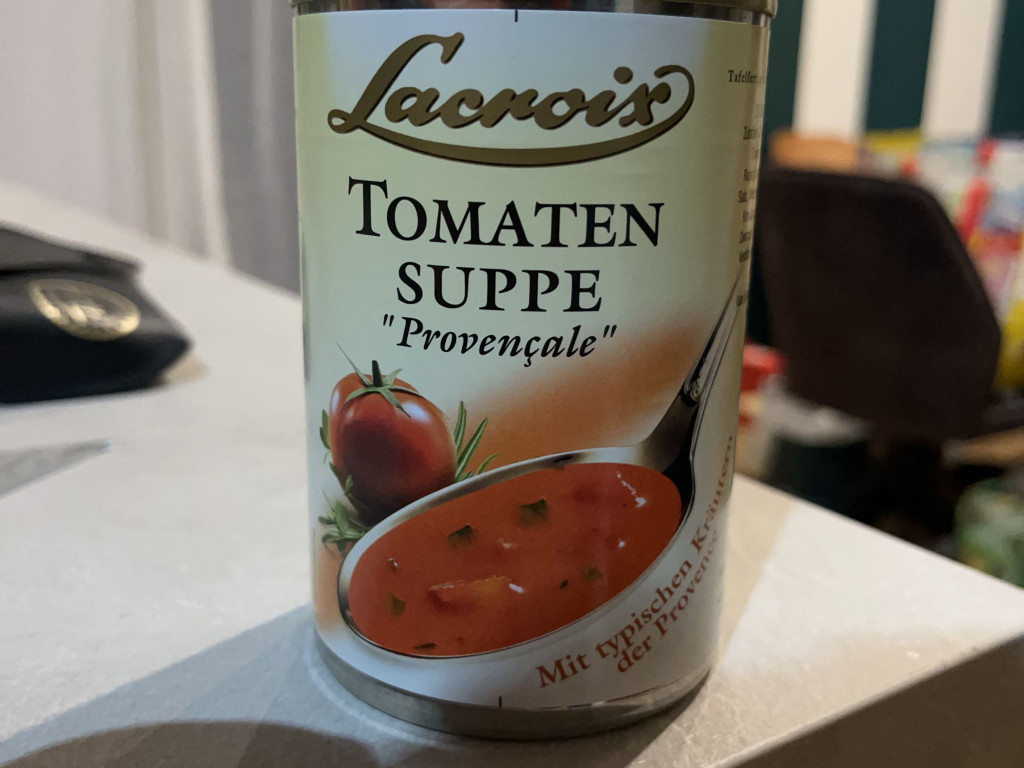 Lacroix
TOMATEN
SUPPE
"Provençale"
Mit typischen Kräutern
der Provence